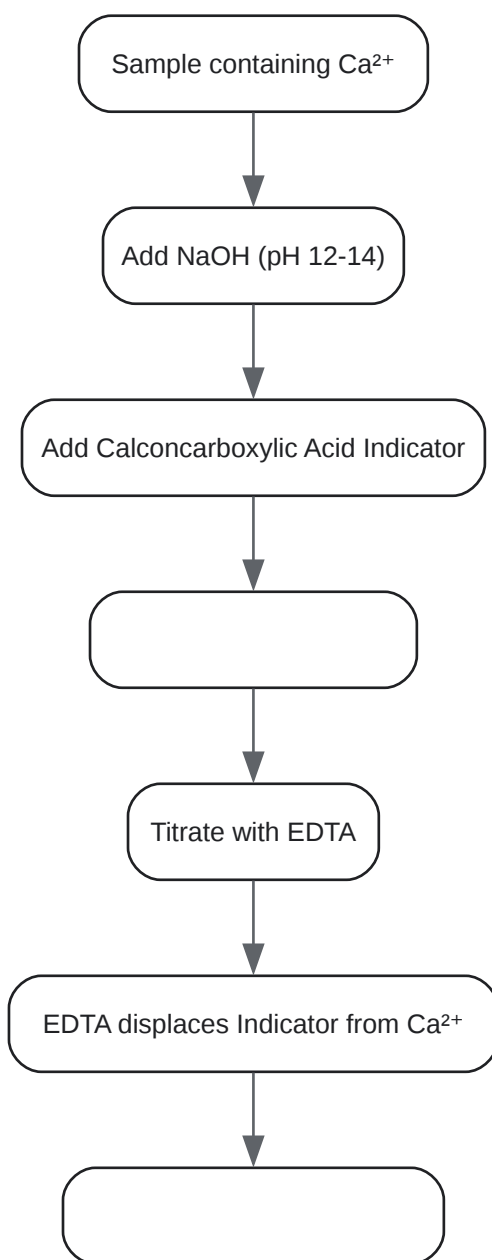 Sample containing Ca²⁺
Add NaOH (pH 12-14)
Add Calconcarboxylic Acid Indicator
Titrate with EDTA
EDTA displaces Indicator from Ca²⁺